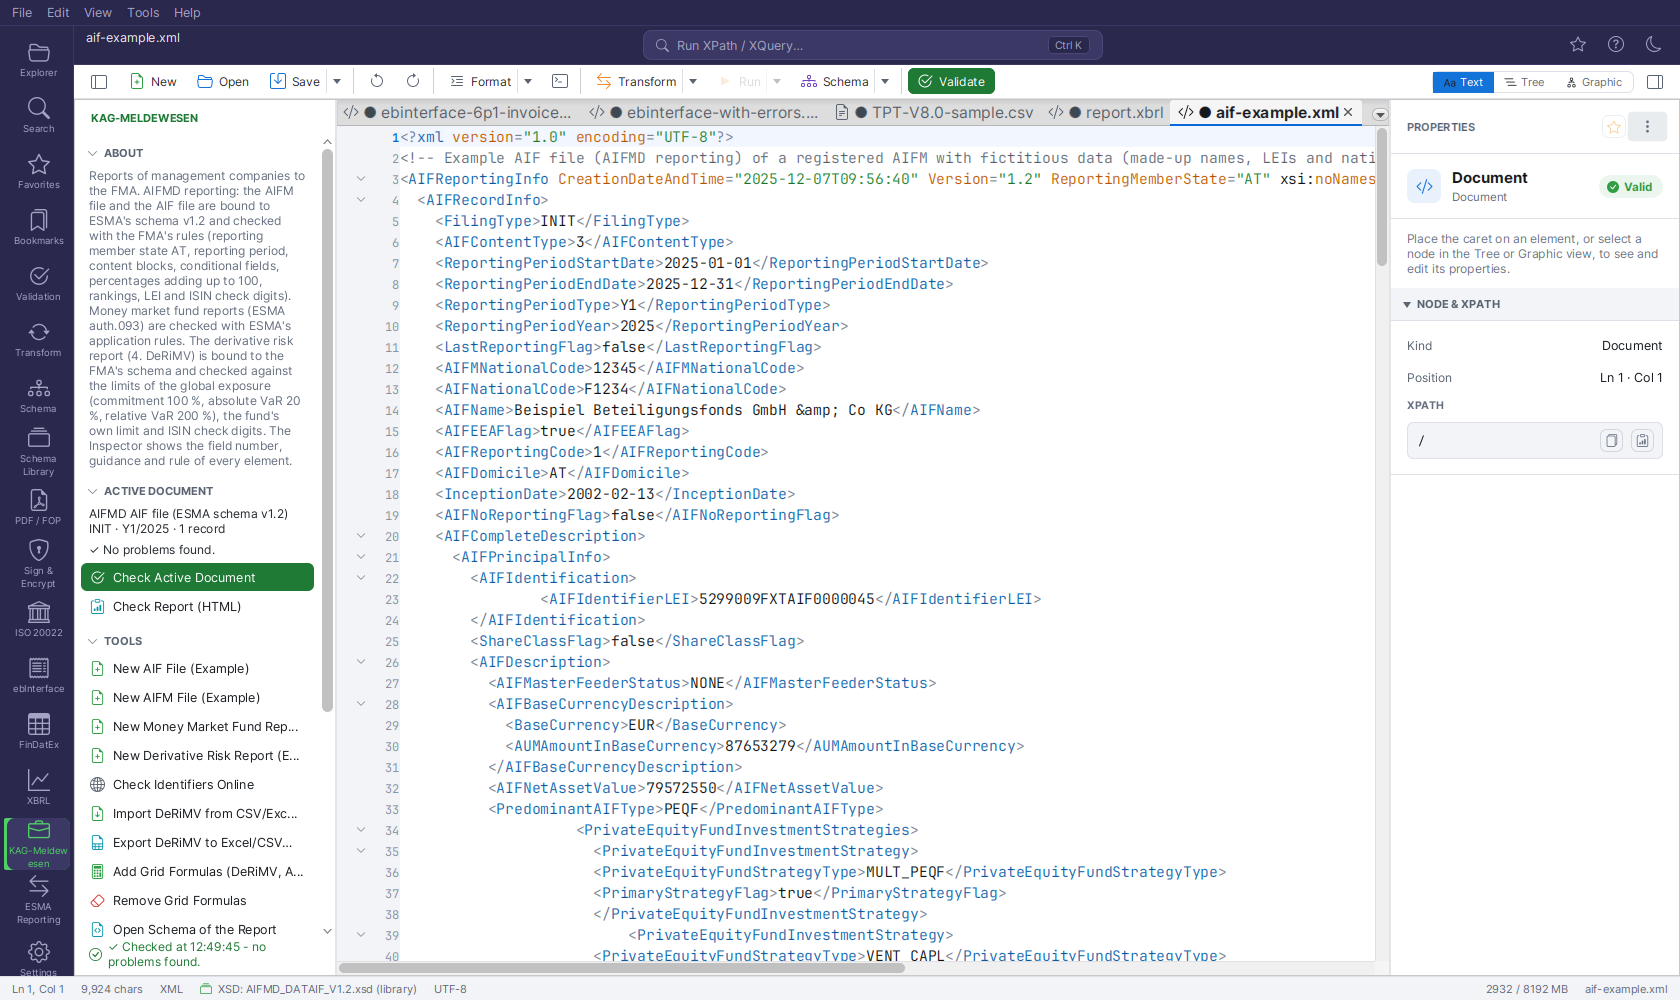 File Edit View Tools Help
aif-example.xml
Run XPath / XQuery... Ctrl K
New Open Save Format Transform Run Schema Validate Aa Text Tree Graphic
Explorer
Search
Favorites
Bookmarks
Validation
Transform
Schema
Schema
Library
PDF / FOP
Sign &
Encrypt
ISO 20022
ebInterface
FinDatEx
XBRL
KAG-Meldew
esen
ESMA
Reporting
Settings
KAG-MELDEWESEN
ABOUT
Reports of management companies to
the FMA. AIFMD reporting: the AIFM
file and the AIF file are bound to
ESMA's schema v1.2 and checked
with the FMA's rules (reporting
member state AT, reporting period,
content blocks, conditional fields,
percentages adding up to 100,
rankings, LEI and ISIN check digits).
Money market fund reports (ESMA
auth.093) are checked with ESMA's
application rules. The derivative risk
report (4. DeRiMV) is bound to the
FMA's schema and checked against
the limits of the global exposure
(commitment 100 %, absolute VaR 20
%, relative VaR 200 %), the fund's
own limit and ISIN check digits. The
Inspector shows the field number,
guidance and rule of every element.
ACTIVE DOCUMENT
AIFMD AIF file (ESMA schema v1.2)
INIT · Y1/2025 · 1 record
✓ No problems found.
Check Active Document
Check Report (HTML)
TOOLS
New AIF File (Example)
New AIFM File (Example)
New Money Market Fund Rep...
New Derivative Risk Report (E...
Check Identifiers Online
Import DeRiMV from CSV/Exc...
Export DeRiMV to Excel/CSV...
Add Grid Formulas (DeRiMV, A...
Remove Grid Formulas
Open Schema of the Report
✓ Checked at 12:49:45 - no
problems found.
ebinterface-6p1-invoice... ebinterface-with-errors.... TPT-V8.0-sample.csv report.xbrl aif-example.xml
1 <?xml version="1.0" encoding="UTF-8"?>
2 <!-- Example AIF file (AIFMD reporting) of a registered AIFM with fictitious data (made-up names, LEIs and nati
3 <AIFReportingInfo CreationDateAndTime="2025-12-07T09:56:40" Version="1.2" ReportingMemberState="AT" xsi:noNames
4 <AIFRecordInfo>
5 <FilingType>INIT</FilingType>
6 <AIFContentType>3</AIFContentType>
7 <ReportingPeriodStartDate>2025-01-01</ReportingPeriodStartDate>
8 <ReportingPeriodEndDate>2025-12-31</ReportingPeriodEndDate>
9 <ReportingPeriodType>Y1</ReportingPeriodType>
10 <ReportingPeriodYear>2025</ReportingPeriodYear>
11 <LastReportingFlag>false</LastReportingFlag>
12 <AIFMNationalCode>12345</AIFMNationalCode>
13 <AIFNationalCode>F1234</AIFNationalCode>
14 <AIFName>Beispiel Beteiligungsfonds GmbH &amp; Co KG</AIFName>
15 <AIFEEAFlag>true</AIFEEAFlag>
16 <AIFReportingCode>1</AIFReportingCode>
17 <AIFDomicile>AT</AIFDomicile>
18 <InceptionDate>2002-02-13</InceptionDate>
19 <AIFNoReportingFlag>false</AIFNoReportingFlag>
20 <AIFCompleteDescription>
21 <AIFPrincipalInfo>
22 <AIFIdentification>
23 <AIFIdentifierLEI>5299009FXTAIF0000045</AIFIdentifierLEI>
24 </AIFIdentification>
25 <ShareClassFlag>false</ShareClassFlag>
26 <AIFDescription>
27 <AIFMasterFeederStatus>NONE</AIFMasterFeederStatus>
28 <AIFBaseCurrencyDescription>
29 <BaseCurrency>EUR</BaseCurrency>
30 <AUMAmountInBaseCurrency>87653279</AUMAmountInBaseCurrency>
31 </AIFBaseCurrencyDescription>
32 <AIFNetAssetValue>79572550</AIFNetAssetValue>
33 <PredominantAIFType>PEQF</PredominantAIFType>
34 <PrivateEquityFundInvestmentStrategies>
35 <PrivateEquityFundInvestmentStrategy>
36 <PrivateEquityFundStrategyType>MULT_PEQF</PrivateEquityFundStrategyType>
37 <PrimaryStrategyFlag>true</PrimaryStrategyFlag>
38 </PrivateEquityFundInvestmentStrategy>
39 <PrivateEquityFundInvestmentStrategy>
40 <PrivateEquityFundStrategyType>VENT_CAPL</PrivateEquityFundStrategyType>
PROPERTIES
Document
Document
Valid
Place the caret on an element, or select a
node in the Tree or Graphic view, to see and
edit its properties.
NODE & XPATH
Kind Document
Position Ln 1 · Col 1
XPATH
/
Ln 1, Col 1 9,924 chars XML XSD: AIFMD_DATAIF_V1.2.xsd (library) UTF-8 2932 / 8192 MB aif-example.xml